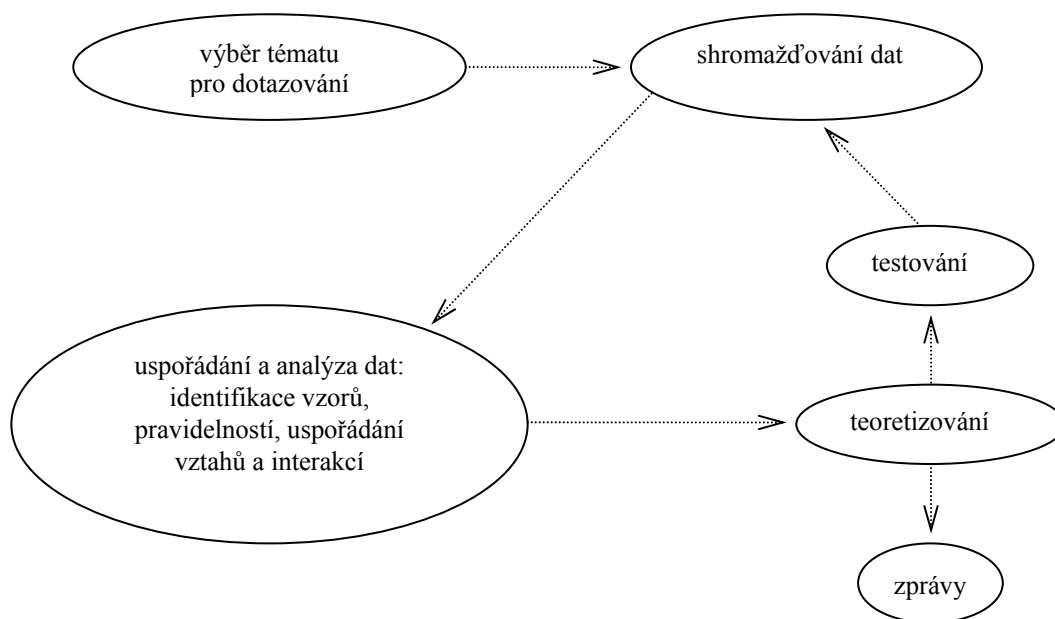 výběr tématu
pro dotazování
shromažďování dat
testování
uspořádání a analýza dat:
identifikace vzorů,
pravidelností, uspořádání
vztahů a interakcí
teoretizování
zprávy